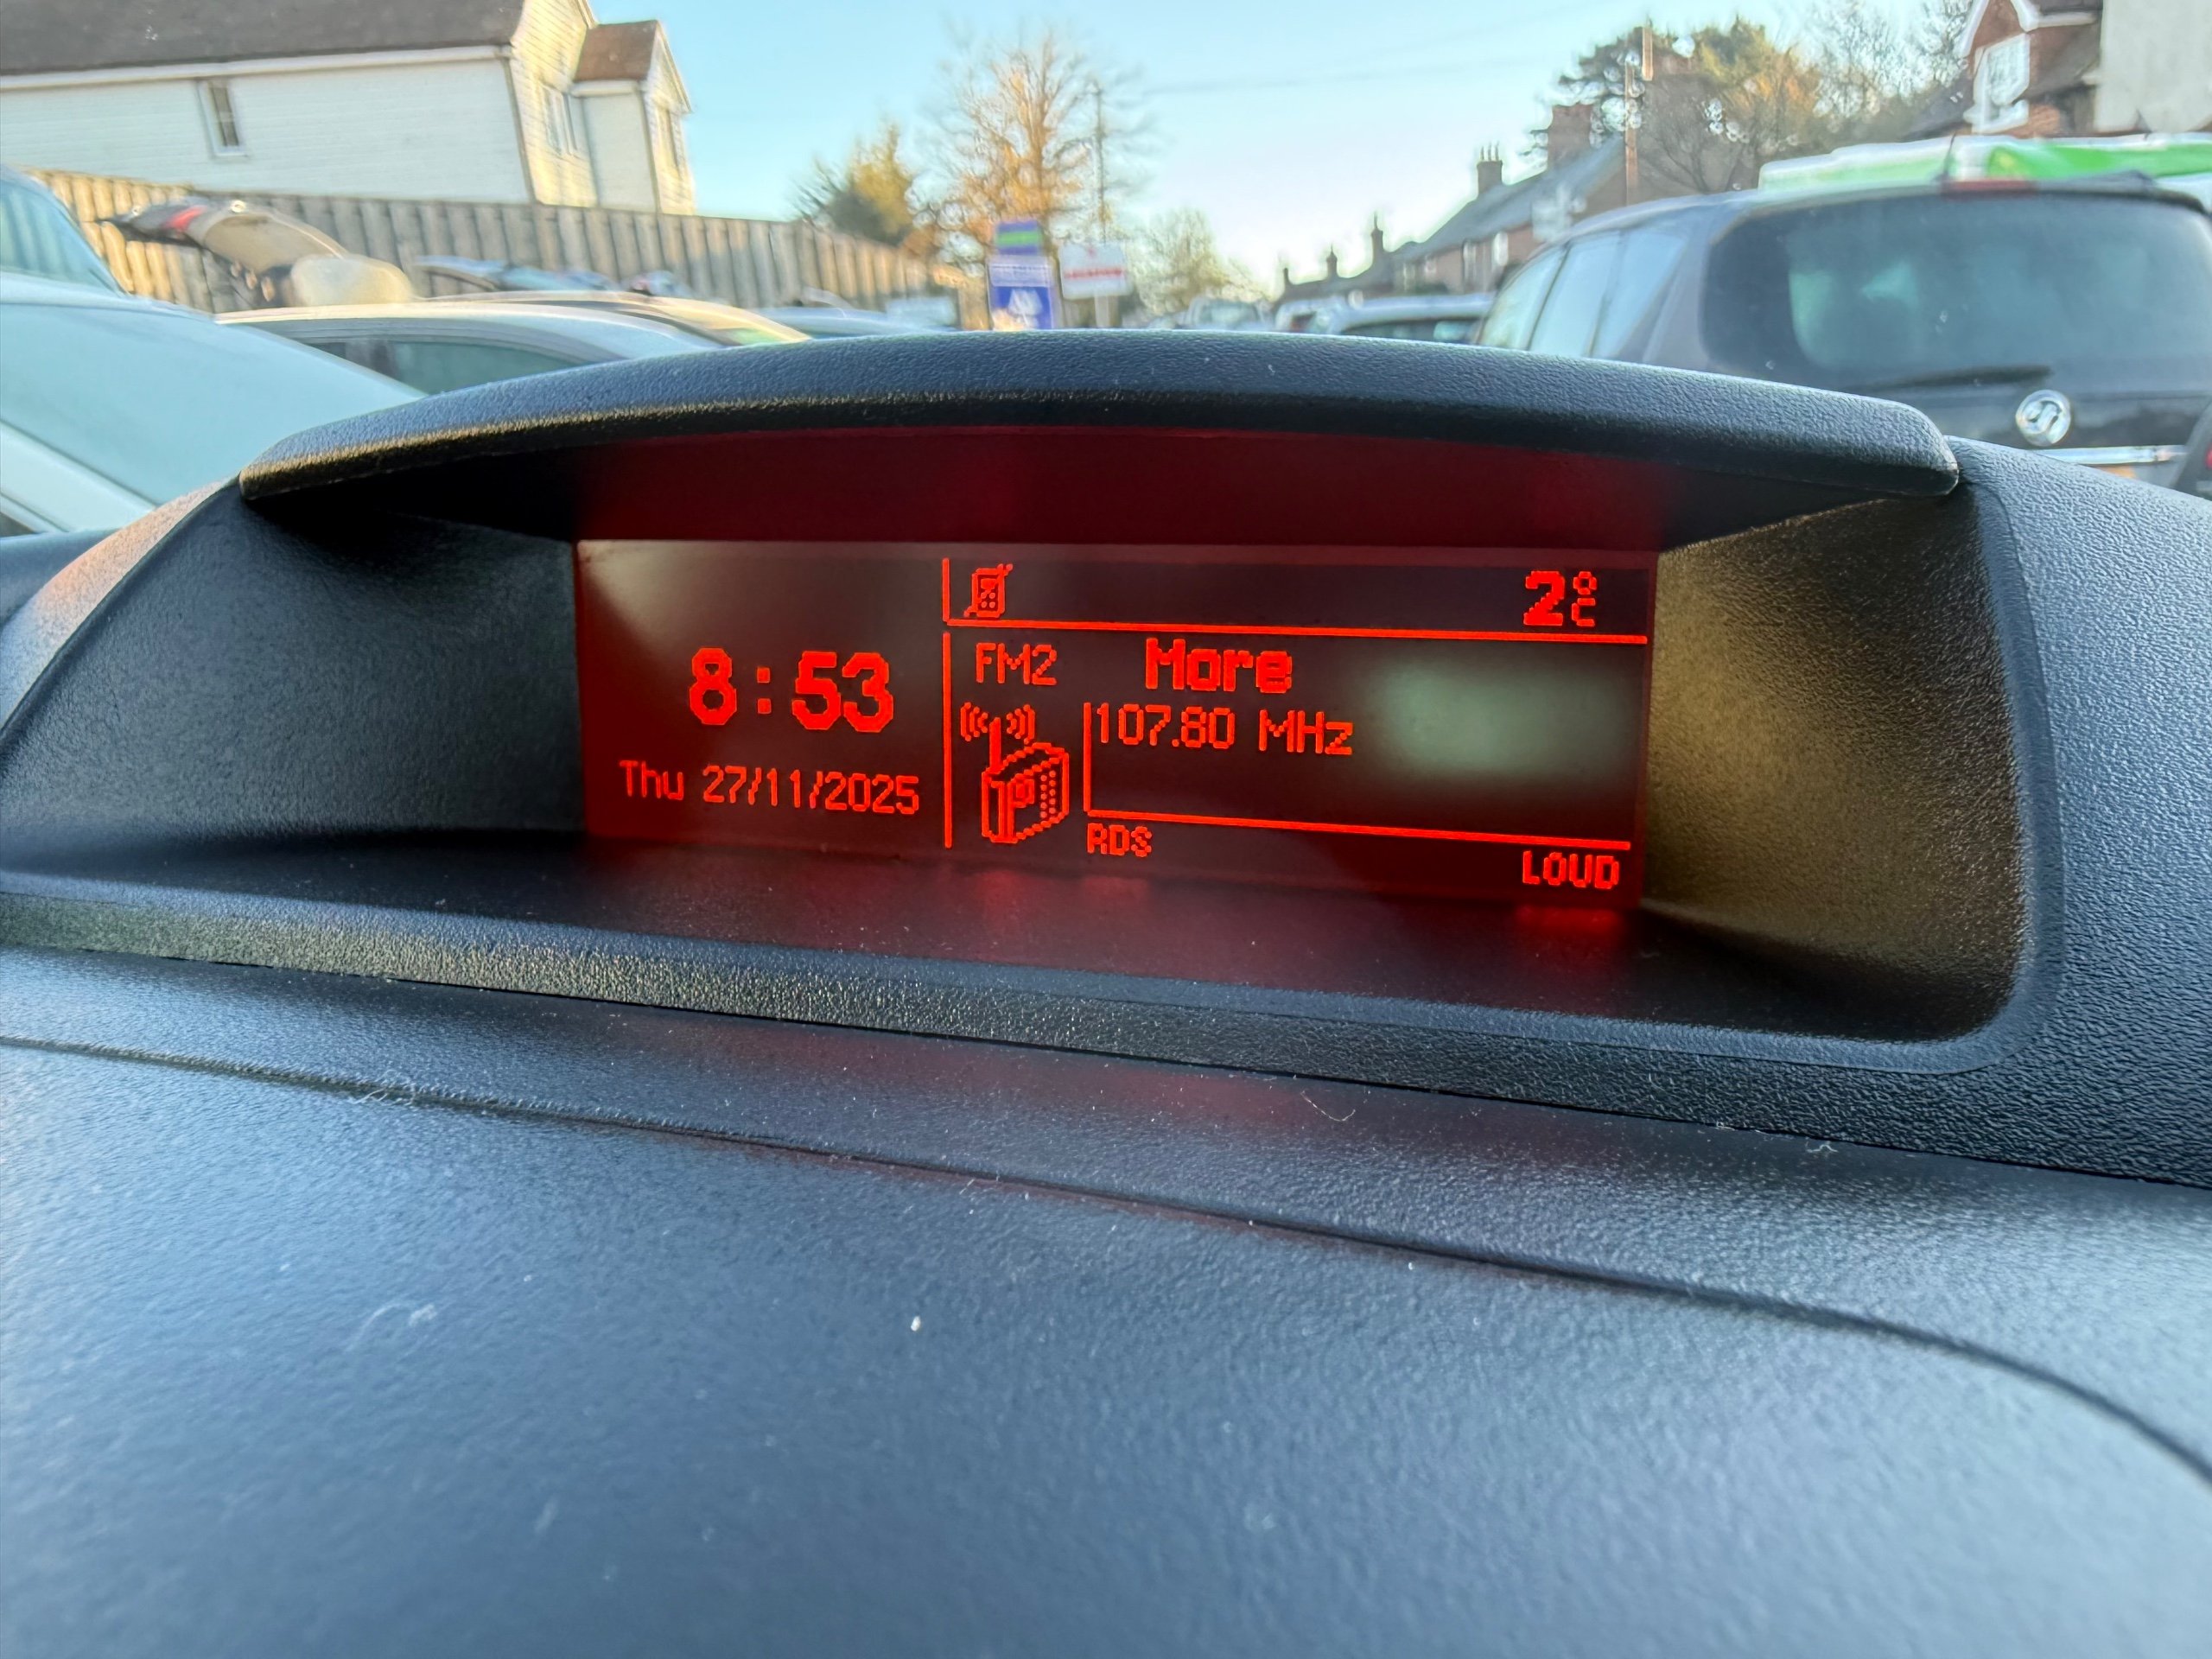 2°C
8:53
Thu 27/11/2025
FM2
More
107.80 MHz
RDS
LOUD